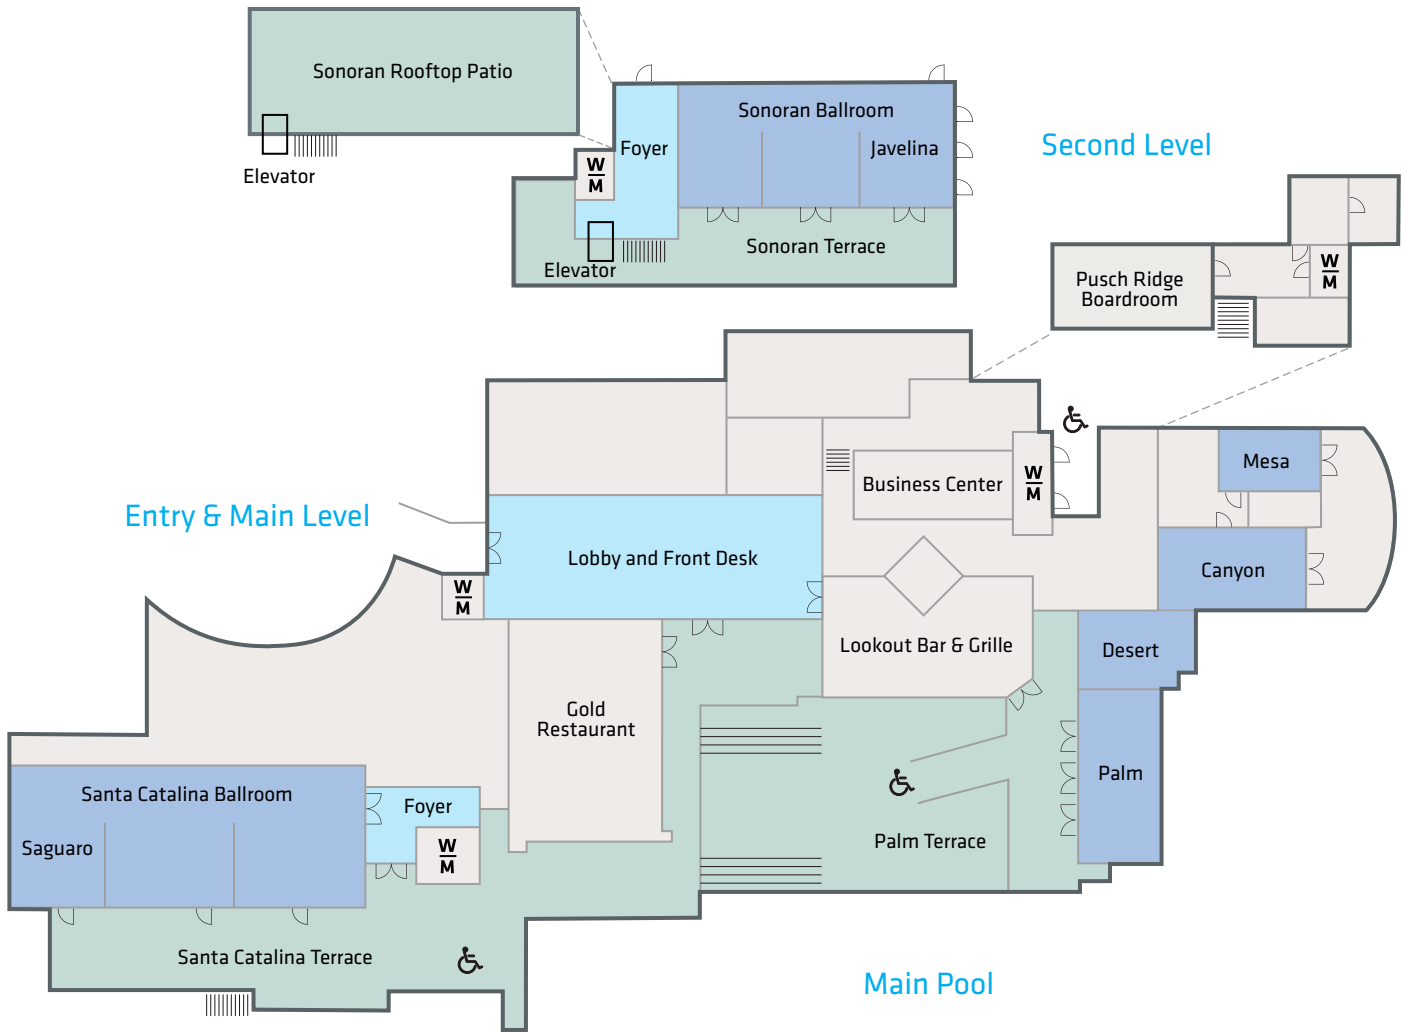 Sonoran Rooftop Patio
Elevator
Sonoran Ballroom
Foyer
Javelina
W
M
Sonoran Terrace
Elevator
Second Level
Pusch Ridge
Boardroom
W
M
Entry & Main Level
Business Center
W
M
Mesa
Lobby and Front Desk
Canyon
W
M
Lookout Bar & Grille
Desert
Gold
Restaurant
Palm
Santa Catalina Ballroom
Foyer
Saguaro
W
M
Palm Terrace
Santa Catalina Terrace
Main Pool